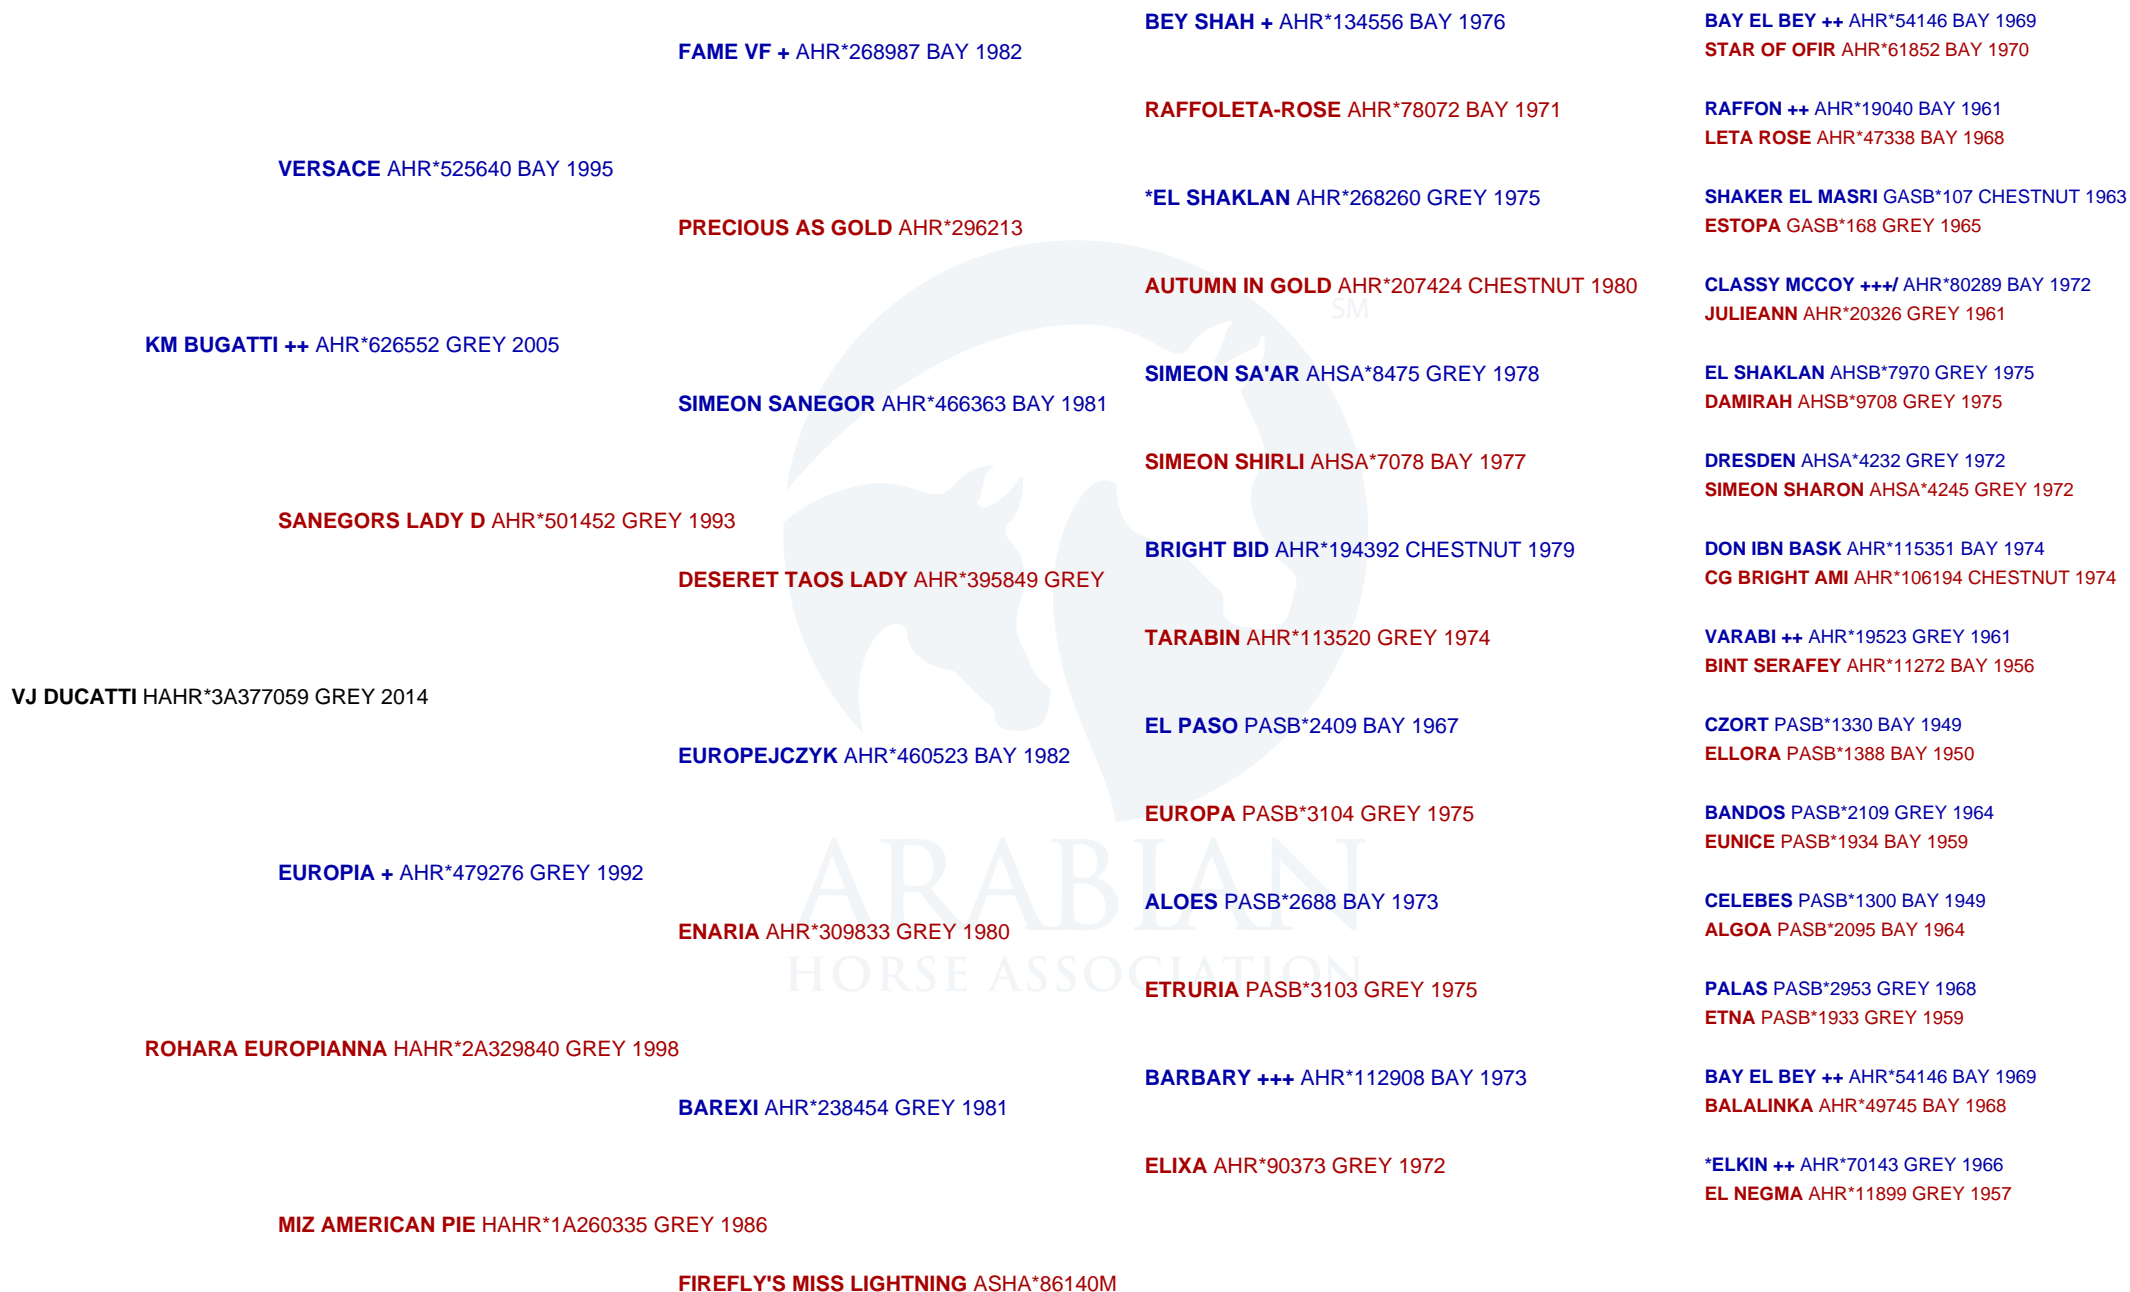 BEY SHAH + AHR*134556 BAY 1976
BAY EL BEY ++ AHR*54146 BAY 1969
FAME VF + AHR*268987 BAY 1982
STAR OF OFIR AHR*61852 BAY 1970
RAFFOLETA-ROSE AHR*78072 BAY 1971
RAFFON ++ AHR*19040 BAY 1961
LETA ROSE AHR*47338 BAY 1968
VERSACE AHR*525640 BAY 1995
*EL SHAKLAN AHR*268260 GREY 1975
SHAKER EL MASRI GASB*107 CHESTNUT 1963
PRECIOUS AS GOLD AHR*296213
ESTOPA GASB*168 GREY 1965
AUTUMN IN GOLD AHR*207424 CHESTNUT 1980
CLASSY MCCOY +++/ AHR*80289 BAY 1972
SM
JULIEANN AHR*20326 GREY 1961
KM BUGATTI ++ AHR*626552 GREY 2005
SIMEON SA'AR AHSA*8475 GREY 1978
EL SHAKLAN AHSB*7970 GREY 1975
SIMEON SANEGOR AHR*466363 BAY 1981
DAMIRAH AHSB*9708 GREY 1975
SIMEON SHIRLI AHSA*7078 BAY 1977
DRESDEN AHSA*4232 GREY 1972
SIMEON SHARON AHSA*4245 GREY 1972
SANEGORS LADY D AHR*501452 GREY 1993
BRIGHT BID AHR*194392 CHESTNUT 1979
DON IBN BASK AHR*115351 BAY 1974
DESERET TAOS LADY AHR*395849 GREY
CG BRIGHT AMI AHR*106194 CHESTNUT 1974
TARABIN AHR*113520 GREY 1974
VARABI ++ AHR*19523 GREY 1961
BINT SERAFEY AHR*11272 BAY 1956
VJ DUCATTI HAHR*3A377059 GREY 2014
EL PASO PASB*2409 BAY 1967
CZORT PASB*1330 BAY 1949
EUROPEJCZYK AHR*460523 BAY 1982
ELLORA PASB*1388 BAY 1950
EUROPA PASB*3104 GREY 1975
BANDOS PASB*2109 GREY 1964
EUNICE PASB*1934 BAY 1959
ARABIAN
EUROPIA + AHR*479276 GREY 1992
ALOES PASB*2688 BAY 1973
CELEBES PASB*1300 BAY 1949
ENARIA AHR*309833 GREY 1980
ALGOA PASB*2095 BAY 1964
HORSE ASSOCIATION
ETRURIA PASB*3103 GREY 1975
PALAS PASB*2953 GREY 1968
ETNA PASB*1933 GREY 1959
ROHARA EUROPIANNA HAHR*2A329840 GREY 1998
BARBARY +++ AHR*112908 BAY 1973
BAY EL BEY ++ AHR*54146 BAY 1969
BAREXI AHR*238454 GREY 1981
BALALINKA AHR*49745 BAY 1968
ELIXA AHR*90373 GREY 1972
*ELKIN ++ AHR*70143 GREY 1966
EL NEGMA AHR*11899 GREY 1957
MIZ AMERICAN PIE HAHR*1A260335 GREY 1986
FIREFLY'S MISS LIGHTNING ASHA*86140M